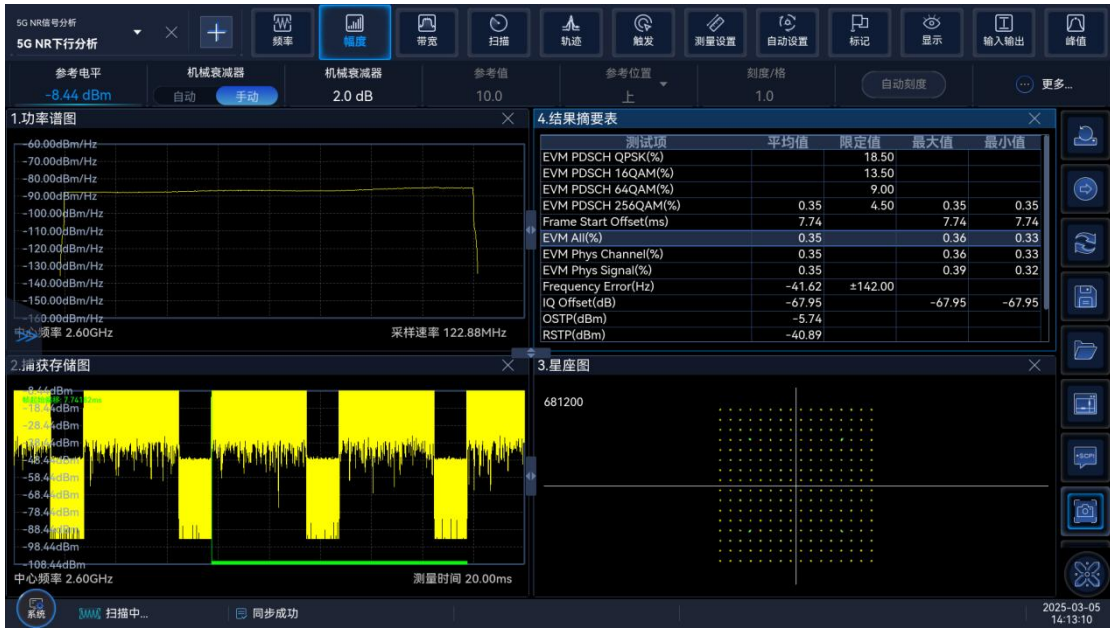 5G NR信号分析
5G NR下行分析
频率
幅度
带宽
扫描
轨迹
触发
测量设置
自动设置
标记
显示
输入输出
峰值
参考电平
-8.44 dBm
机械衰减器
自动 手动
机械衰减器
2.0 dB
参考值
10.0
参考位置
上
刻度/格
1.0
自动刻度
更多...
1.功率谱图
-60.00dBm/Hz
-70.00dBm/Hz
-80.00dBm/Hz
-90.00dBm/Hz
-100.00dBm/Hz
-110.00dBm/Hz
-120.00dBm/Hz
-130.00dBm/Hz
-140.00dBm/Hz
-150.00dBm/Hz
-160.00dBm/Hz
中心频率 2.60GHz 采样速率 122.88MHz
4.结果摘要表
测试项 平均值 限定值 最大值 最小值
EVM PDSCH QPSK(%) 18.50
EVM PDSCH 16QAM(%) 13.50
EVM PDSCH 64QAM(%) 9.00
EVM PDSCH 256QAM(%) 0.35 4.50 0.35 0.35
Frame Start Offset(ms) 7.74 7.74 7.74
EVM All(%) 0.35 0.36 0.33
EVM Phys Channel(%) 0.35 0.36 0.33
EVM Phys Signal(%) 0.35 0.39 0.32
Frequency Error(Hz) -41.62 ±142.00
IQ Offset(dB) -67.95 -67.95 -67.95
OSTP(dBm) -5.74
RSTP(dBm) -40.89
2.捕获存储图
-8.44dBm
-18.44dBm
-28.44dBm
-38.44dBm
-48.44dBm
-58.44dBm
-68.44dBm
-78.44dBm
-88.44dBm
-98.44dBm
-108.44dBm
中心频率 2.60GHz 测量时间 20.00ms
3.星座图
681200
SCPI
系统
扫描中...
同步成功
2025-03-05
14:13:10